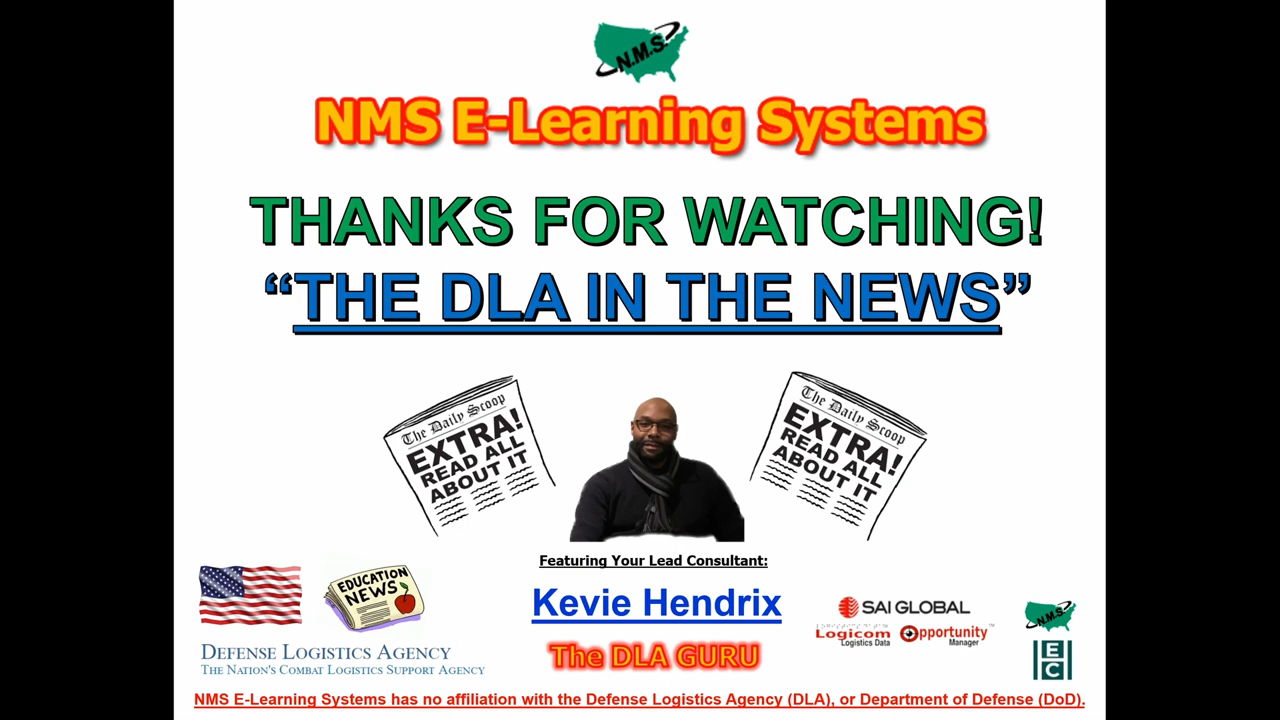 N.M.S.
NMS E-Learning Systems
THANKS FOR WATCHING!
“THE DLA IN THE NEWS”
The Daily Scoop
EXTRA!
READ ALL
ABOUT IT
The Daily Scoop
EXTRA!
READ ALL
ABOUT IT
Featuring Your Lead Consultant:
Kevie Hendrix
The DLA GURU
EDUCATION
NEWS
DEFENSE LOGISTICS AGENCY
THE NATION'S COMBAT LOGISTICS SUPPORT AGENCY
SAI GLOBAL
Logicom
Logistics Data
Opportunity™
Manager
N.M.S.
E
C
NMS E-Learning Systems has no affiliation with the Defense Logistics Agency (DLA), or Department of Defense (DoD).